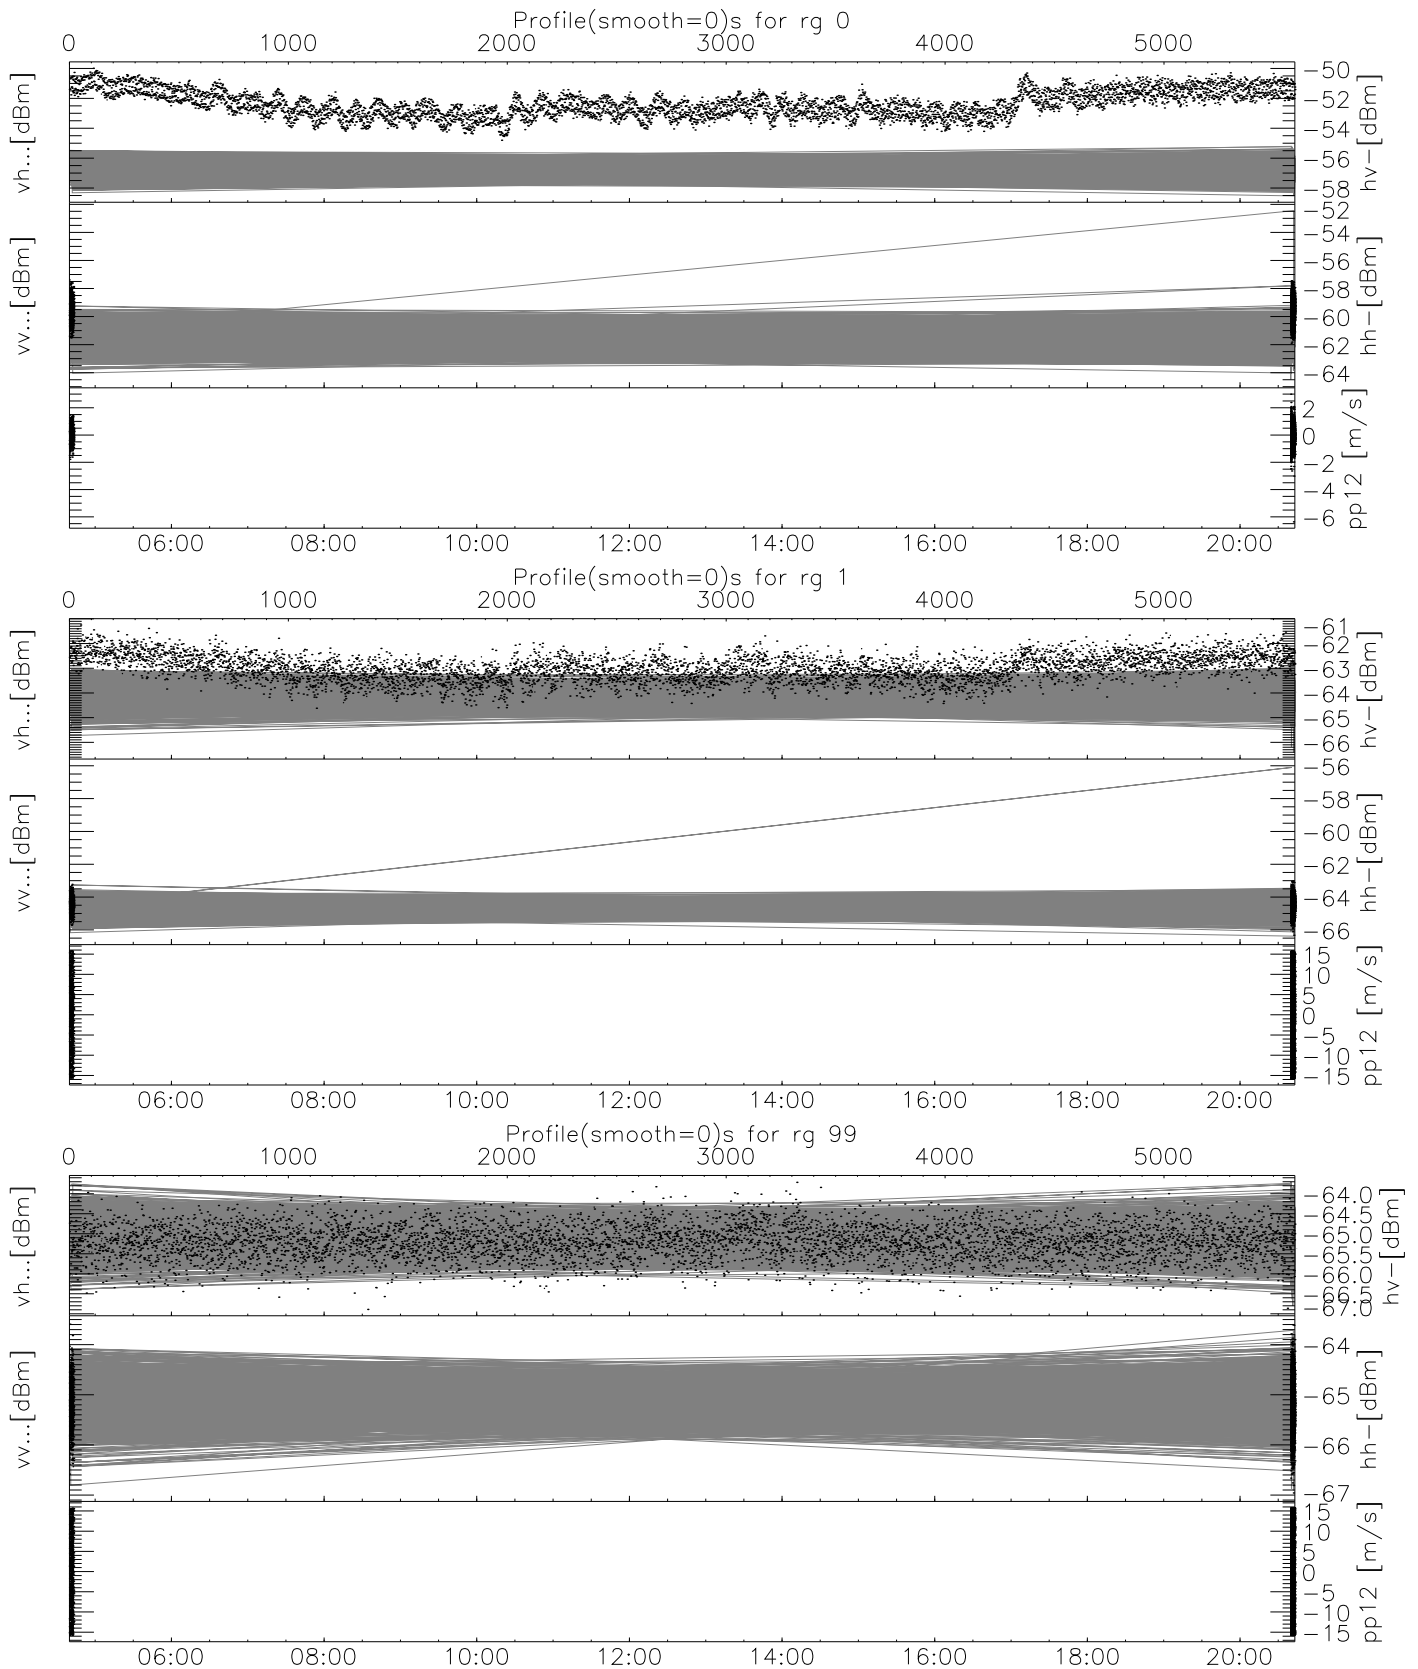 Profile(smooth=0)s for rg 0
0 1000 2000 3000 4000 5000
vh...[dBm]
-50
-52
-54
-56
-58
hv-[dBm]
vv...[dBm]
-52
-54
-56
-58
-60
-62
-64
hh-[dBm]
2
0
-2
-4
-6
pp12 [m/s]
06:00 08:00 10:00 12:00 14:00 16:00 18:00 20:00
Profile(smooth=0)s for rg 1
0 1000 2000 3000 4000 5000
vh...[dBm]
-61
-62
-63
-64
-65
-66
hv-[dBm]
vv...[dBm]
-56
-58
-60
-62
-64
-66
hh-[dBm]
15
10
5
0
-5
-10
-15
pp12 [m/s]
06:00 08:00 10:00 12:00 14:00 16:00 18:00 20:00
Profile(smooth=0)s for rg 99
0 1000 2000 3000 4000 5000
vh...[dBm]
-64.0
-64.5
-65.0
-65.5
-66.0
-66.5
-67.0
hv-[dBm]
vv...[dBm]
-64
-65
-66
-67
hh-[dBm]
15
10
5
0
-5
-10
-15
pp12 [m/s]
06:00 08:00 10:00 12:00 14:00 16:00 18:00 20:00